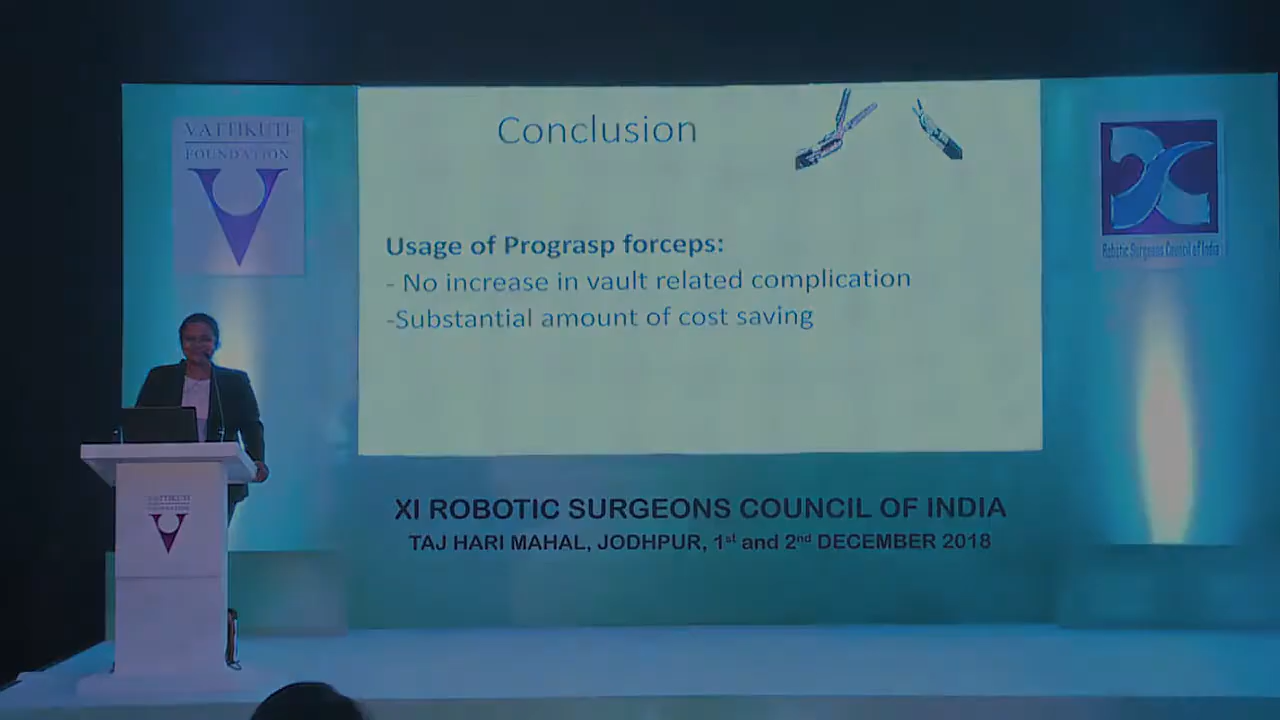 VATTIKUTI
FOUNDATION
Conclusion
Usage of Prograsp forceps:
- No increase in vault related complication
-Substantial amount of cost saving
Robotic Surgeons Council of India
VATTIKUTI
FOUNDATION
XI ROBOTIC SURGEONS COUNCIL OF INDIA
TAJ HARI MAHAL, JODHPUR, 1st and 2nd DECEMBER 2018